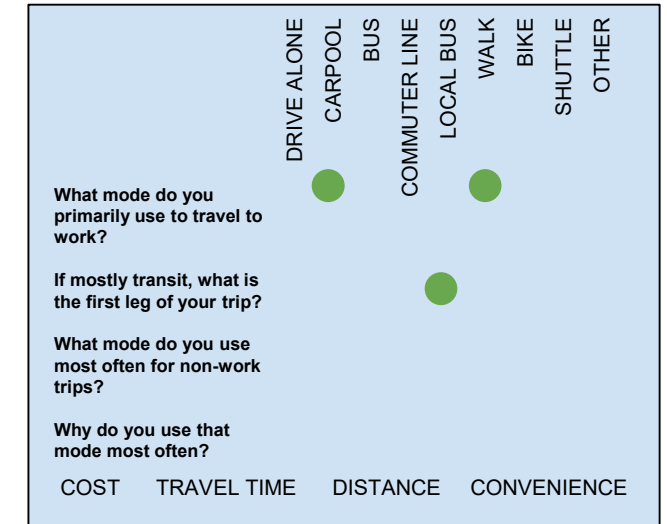 DRIVE ALONE
CARPOOL
BUS
COMMUTER LINE
LOCAL BUS
WALK
BIKE
SHUTTLE
OTHER
What mode do you
primarily use to travel to
work?
If mostly transit, what is
the first leg of your trip?
What mode do you use
most often for non-work
trips?
Why do you use that
mode most often?
COST TRAVEL TIME DISTANCE CONVENIENCE